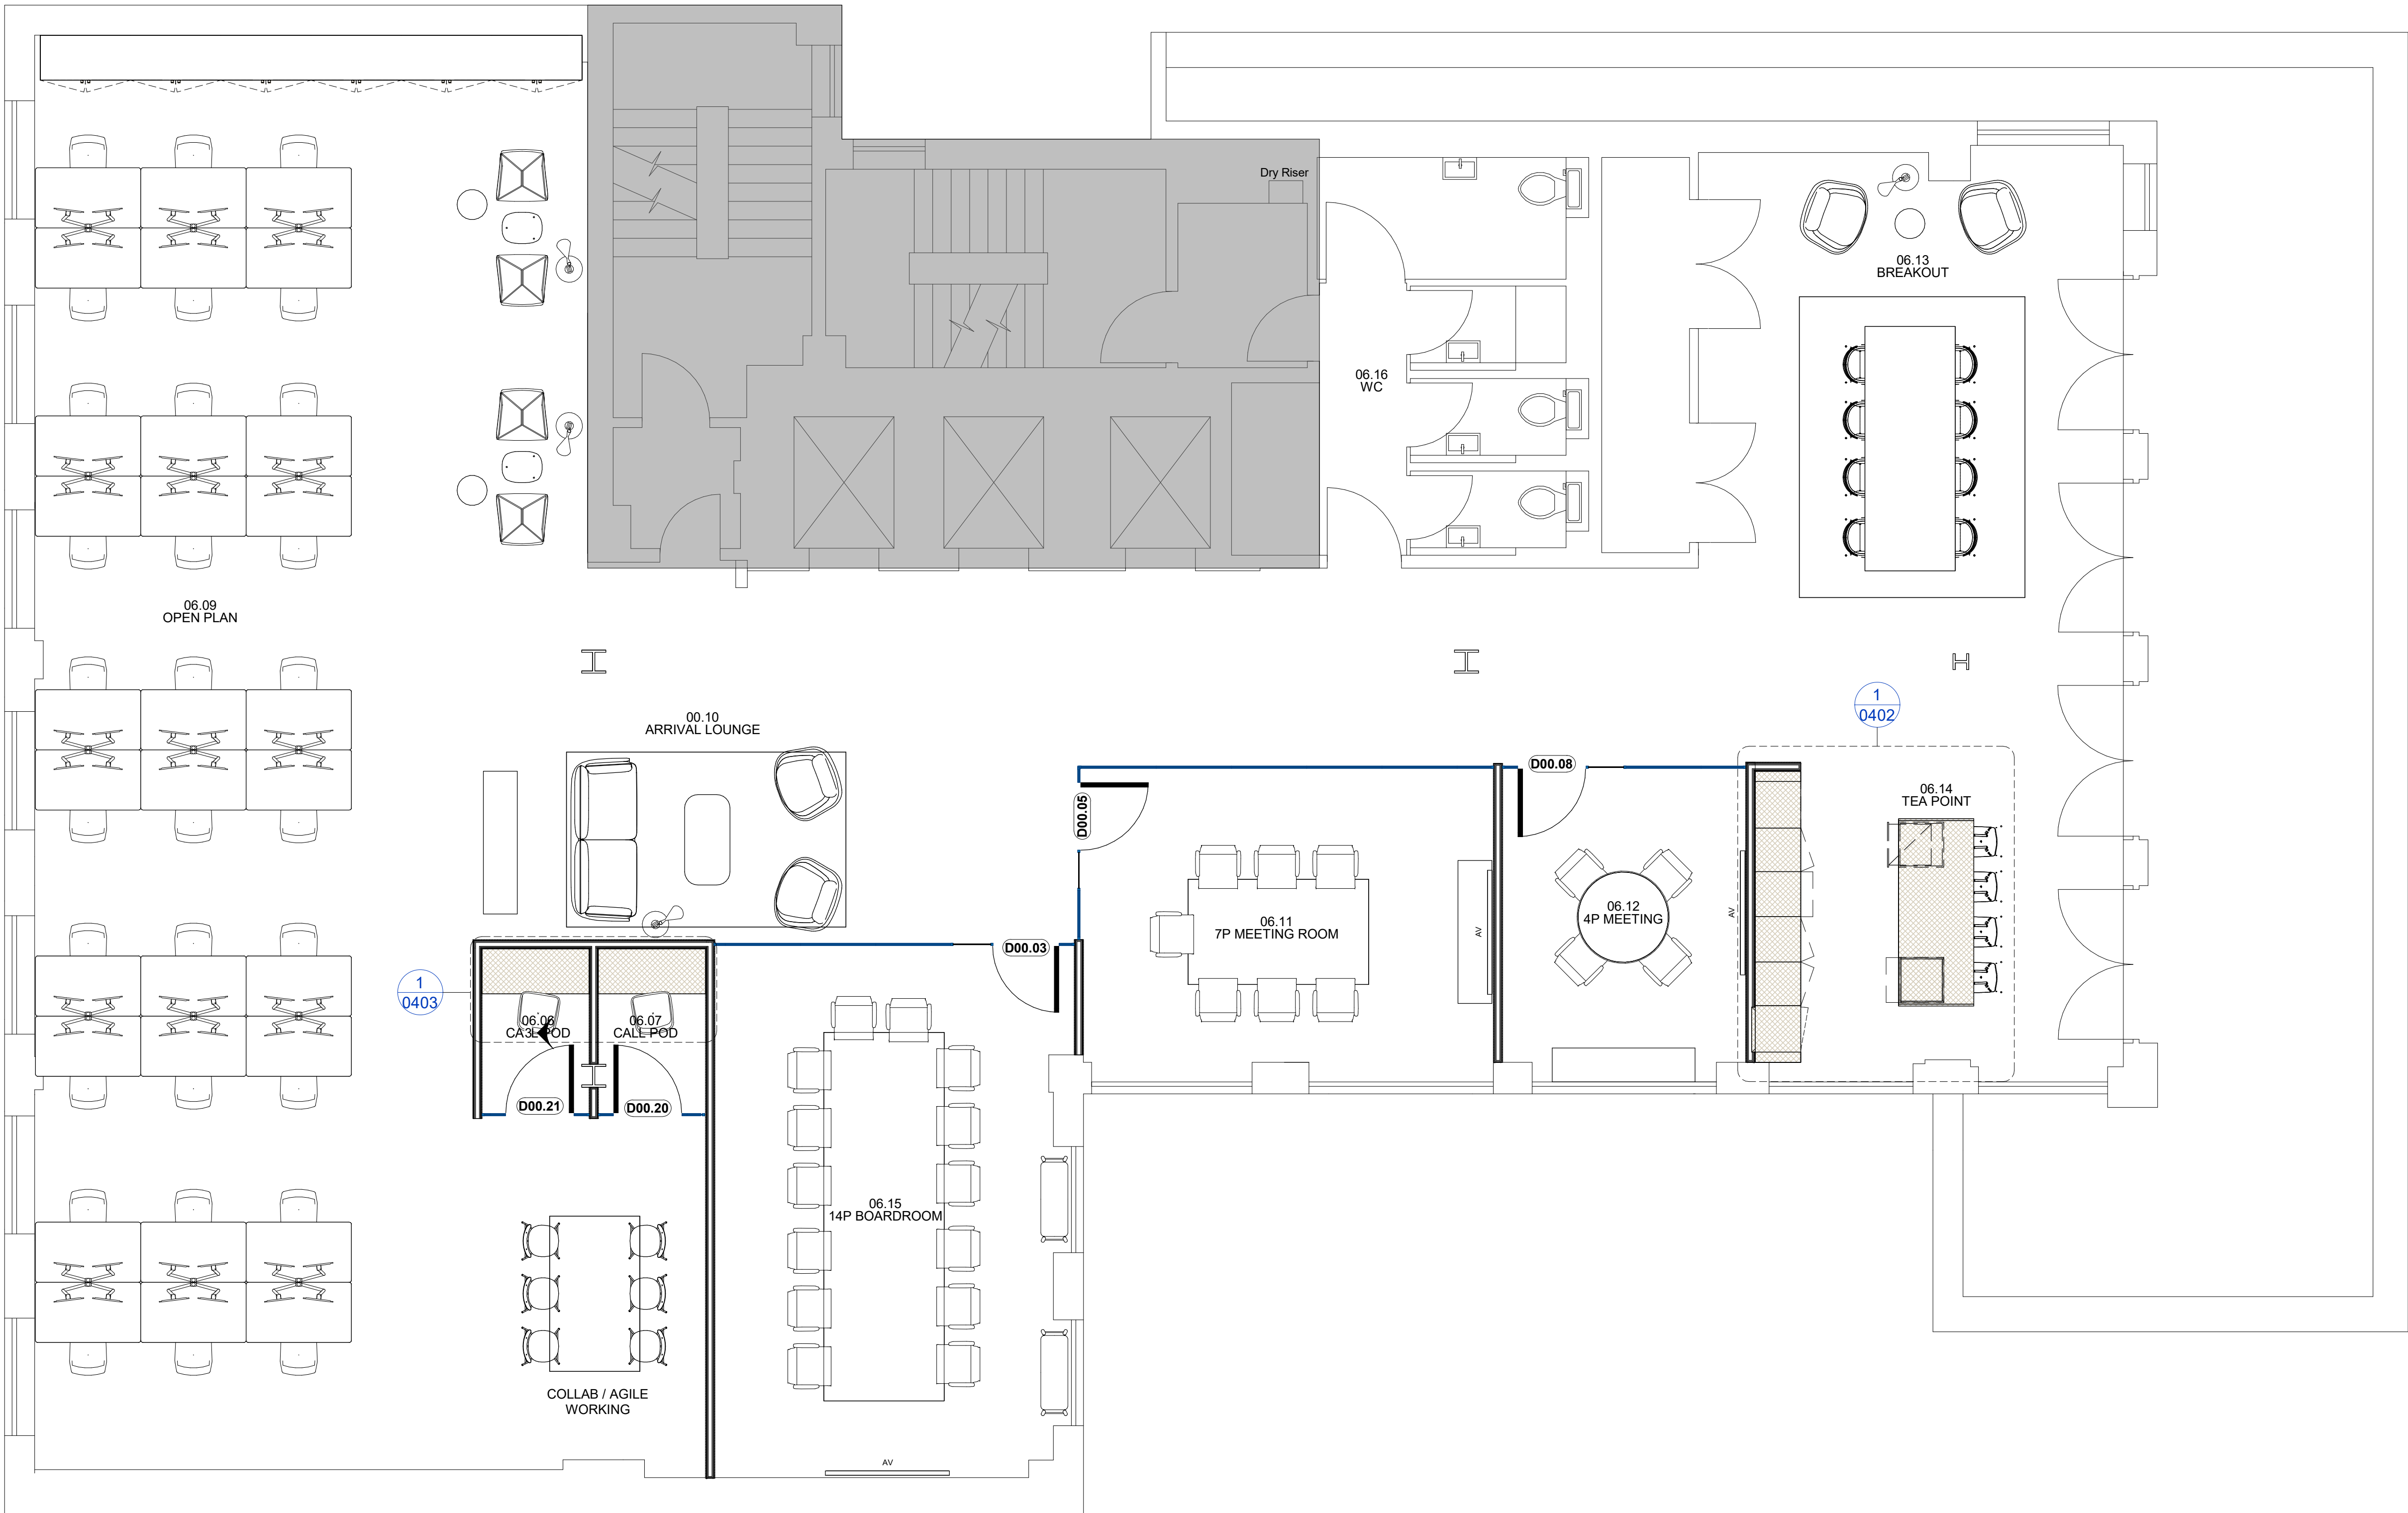 Dry Riser
06.13
BREAKOUT
06.16
WC
06.09
OPEN PLAN
00.10
ARRIVAL LOUNGE
1
0402
D00.08
D00.05
06.14
TEA POINT
06.12
4P MEETING
AV
06.11
7P MEETING ROOM
AV
D00.03
1
0403
06.07
CALL POD
D00.21
D00.20
06.15
14P BOARDROOM
COLLAB / AGILE
WORKING
AV